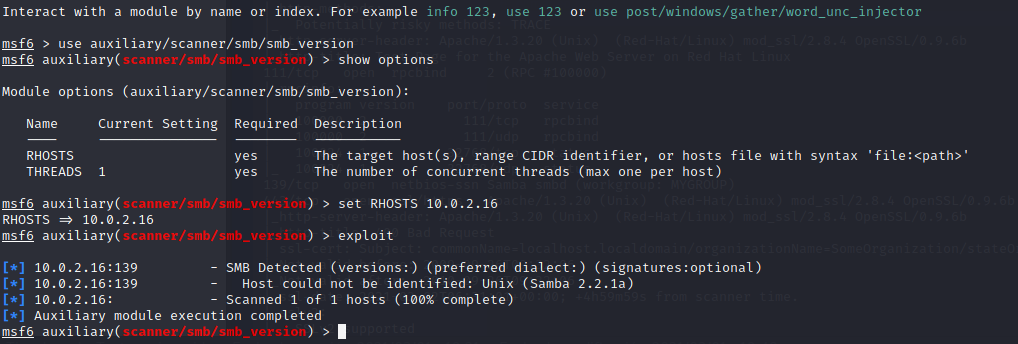 Interact with a module by name or index. For example info 123, use 123 or use post/windows/gather/word_unc_injector
msf6 > use auxiliary/scanner/smb/smb_version
msf6 auxiliary(scanner/smb/smb_version) > show options
Module options (auxiliary/scanner/smb/smb_version):
Name Current Setting Required Description
RHOSTS yes The target host(s), range CIDR identifier, or hosts file with syntax 'file:<path>'
THREADS 1 yes The number of concurrent threads (max one per host)
msf6 auxiliary(scanner/smb/smb_version) > set RHOSTS 10.0.2.16
RHOSTS => 10.0.2.16
msf6 auxiliary(scanner/smb/smb_version) > exploit
[*] 10.0.2.16:139 - SMB Detected (versions:) (preferred dialect:) (signatures:optional)
[*] 10.0.2.16:139 - Host could not be identified: Unix (Samba 2.2.1a)
[*] 10.0.2.16: - Scanned 1 of 1 hosts (100% complete)
[*] Auxiliary module execution completed
msf6 auxiliary(scanner/smb/smb_version) >